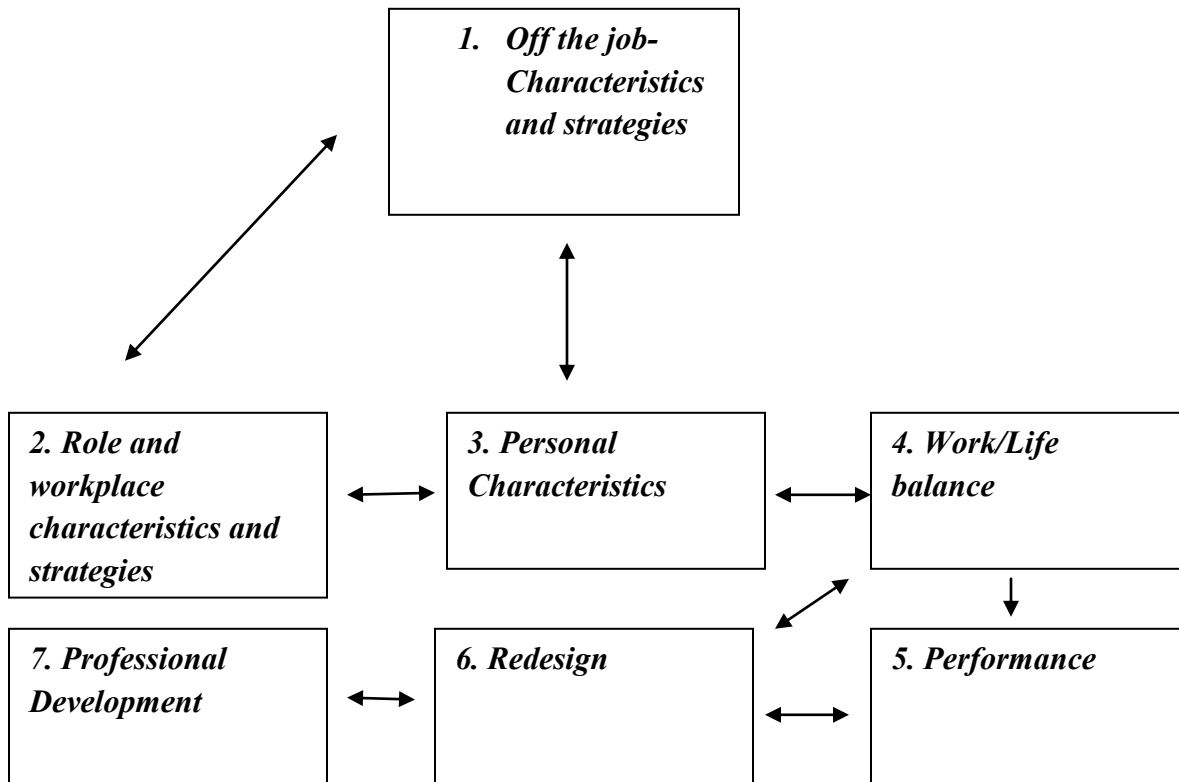 1. Off the job-
Characteristics
and strategies
2. Role and
workplace
characteristics and
strategies
3. Personal
Characteristics
4. Work/Life
balance
7. Professional
Development
6. Redesign
5. Performance